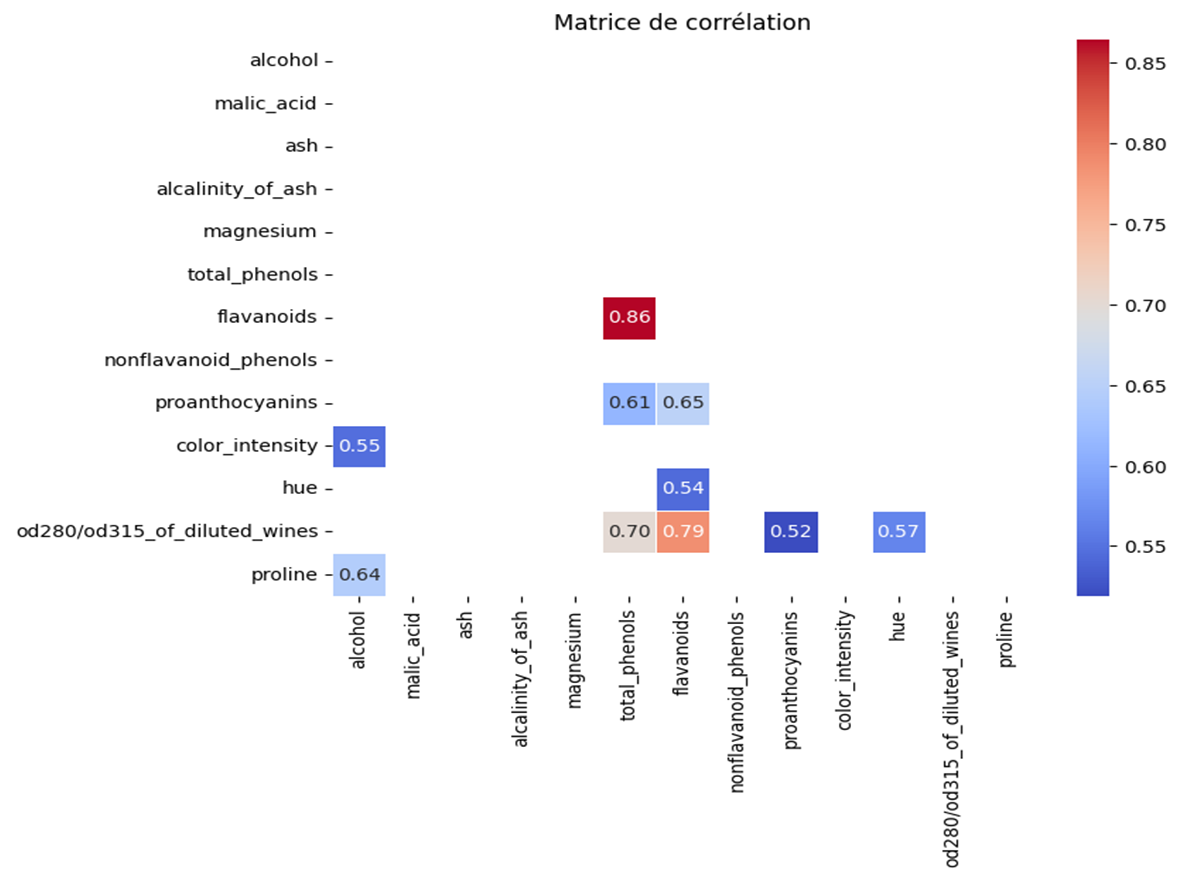 Matrice de corrélation
alcohol
malic_acid
ash
alcalinity_of_ash
magnesium
total_phenols
flavanoids
0.86
nonflavanoid_phenols
proanthocyanins
0.61 0.65
color_intensity
0.55
hue
0.54
od280/od315_of_diluted_wines
0.70 0.79 0.52 0.57
proline
0.64
alcohol
malic_acid
ash
alcalinity_of_ash
magnesium
total_phenols
flavanoids
nonflavanoid_phenols
proanthocyanins
color_intensity
hue
od280/od315_of_diluted_wines
proline
0.85
0.80
0.75
0.70
0.65
0.60
0.55